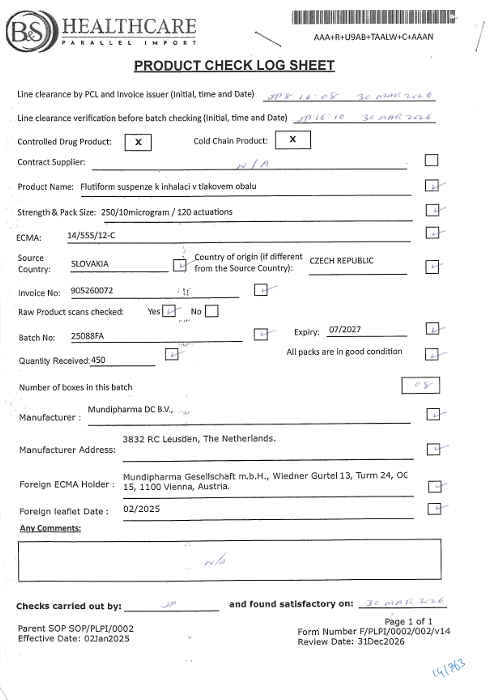 B&S HEALTHCARE
PARALLEL IMPORT
AAA+R+U9AB+TAALW+C+AAAN
PRODUCT CHECK LOG SHEET
Line clearance by PCL and Invoice issuer (Initial, time and Date) 16:08 30 MAR 2026
Line clearance verification before batch checking (Initial, time and Date) JP 16:10 30 MAR 2026
Controlled Drug Product: X Cold Chain Product: X
Contract Supplier: N/A
Product Name: Flutiform suspenze k inhalaci v tlakovem obalu
Strength & Pack Size: 250/10microgram / 120 actuations
ECMA: 14/555/12-C
Source Country: SLOVAKIA Country of origin (if different from the Source Country): CZECH REPUBLIC
Invoice No: 905260072
Raw Product scans checked: Yes No
Batch No: 25088FA Expiry: 07/2027
Quantity Received: 450 All packs are in good condition
Number of boxes in this batch 08
Manufacturer : Mundipharma DC B.V.,
Manufacturer Address: 3832 RC Leusden, The Netherlands.
Foreign ECMA Holder : Mundipharma Gesellschaft m.b.H., Wiedner Gurtel 13, Turm 24, OG
15, 1100 Vienna, Austria.
Foreign leaflet Date : 02/2025
Any Comments:
N/A
Checks carried out by: JP and found satisfactory on: 30 MAR 2026
Parent SOP SOP/PLPI/0002
Effective Date: 02Jan2025
Page 1 of 1
Form Number F/PLPI/0002/002/v14
Review Date: 31Dec2026
14/763